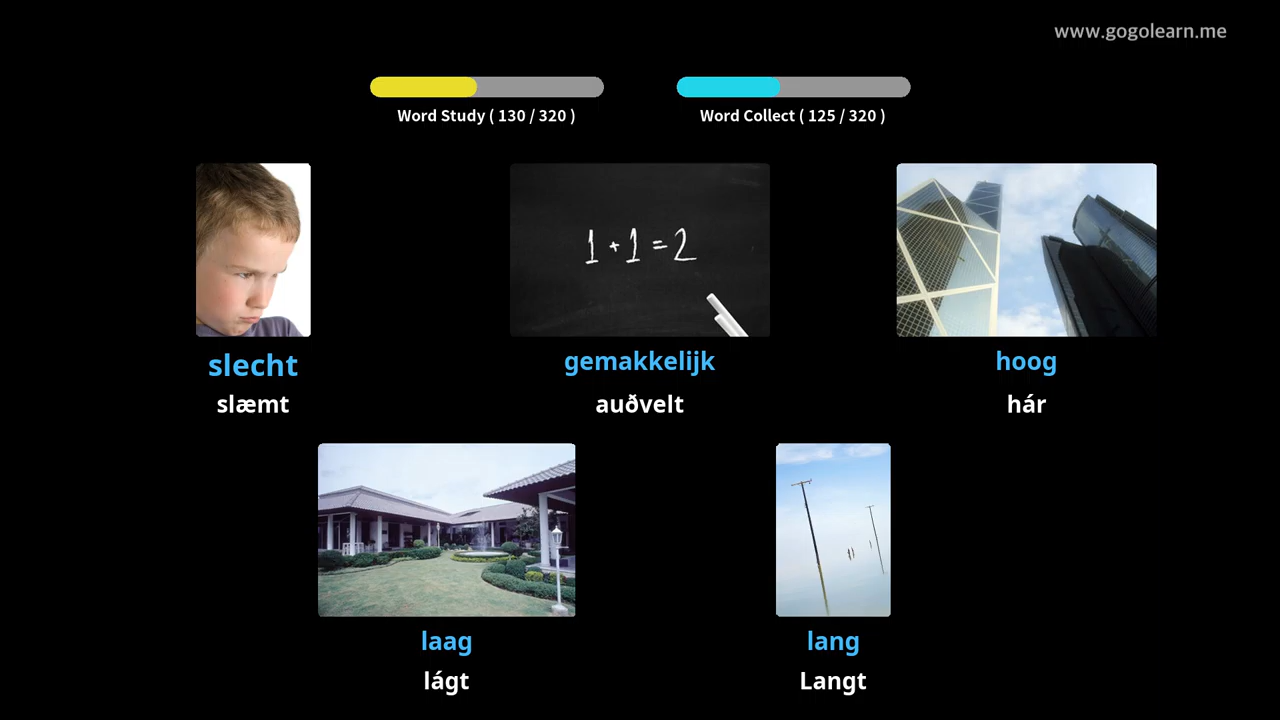 www.gogolearn.me
Word Study ( 130 / 320 )
Word Collect ( 125 / 320 )
1 + 1 = 2
slecht
slæmt
gemakkelijk
auðvelt
hoog
hár
laag
lágt
lang
Langt